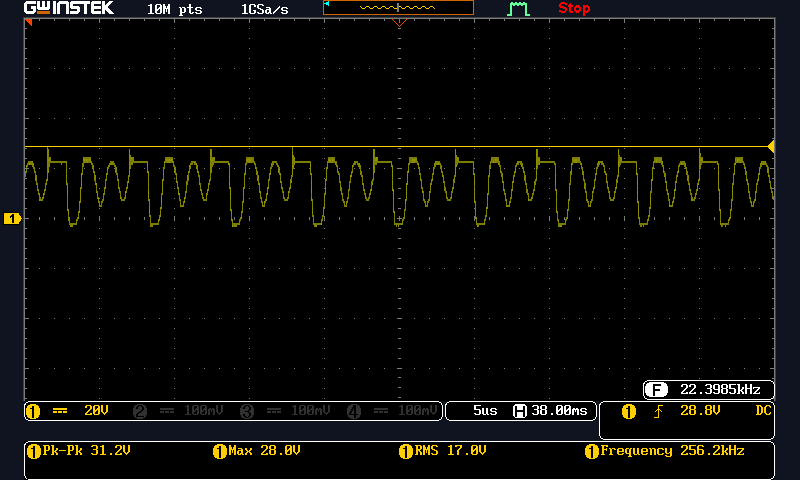 GWINSTEK 10M pts 1GSa/s Stop
1
F 22.3985kHz
1 20V 2 100mV 3 100mV 4 100mV 5us H 38.00ms 1 28.8V DC
1 Pk-Pk 31.2V 1 Max 28.0V 1 RMS 17.0V 1 Frequency 256.2kHz